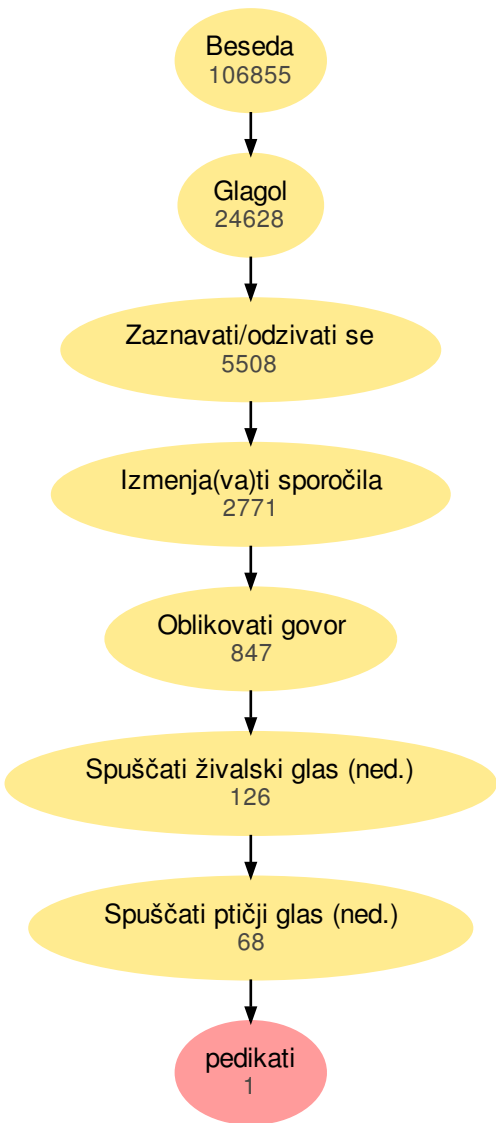 Beseda
106855
Glagol
24628
Zaznavati/odzivati se
5508
Izmenja(va)ti sporočila
2771
Oblikovati govor
847
Spuščati živalski glas (ned.)
126
Spuščati ptičji glas (ned.)
68
pedikati
1